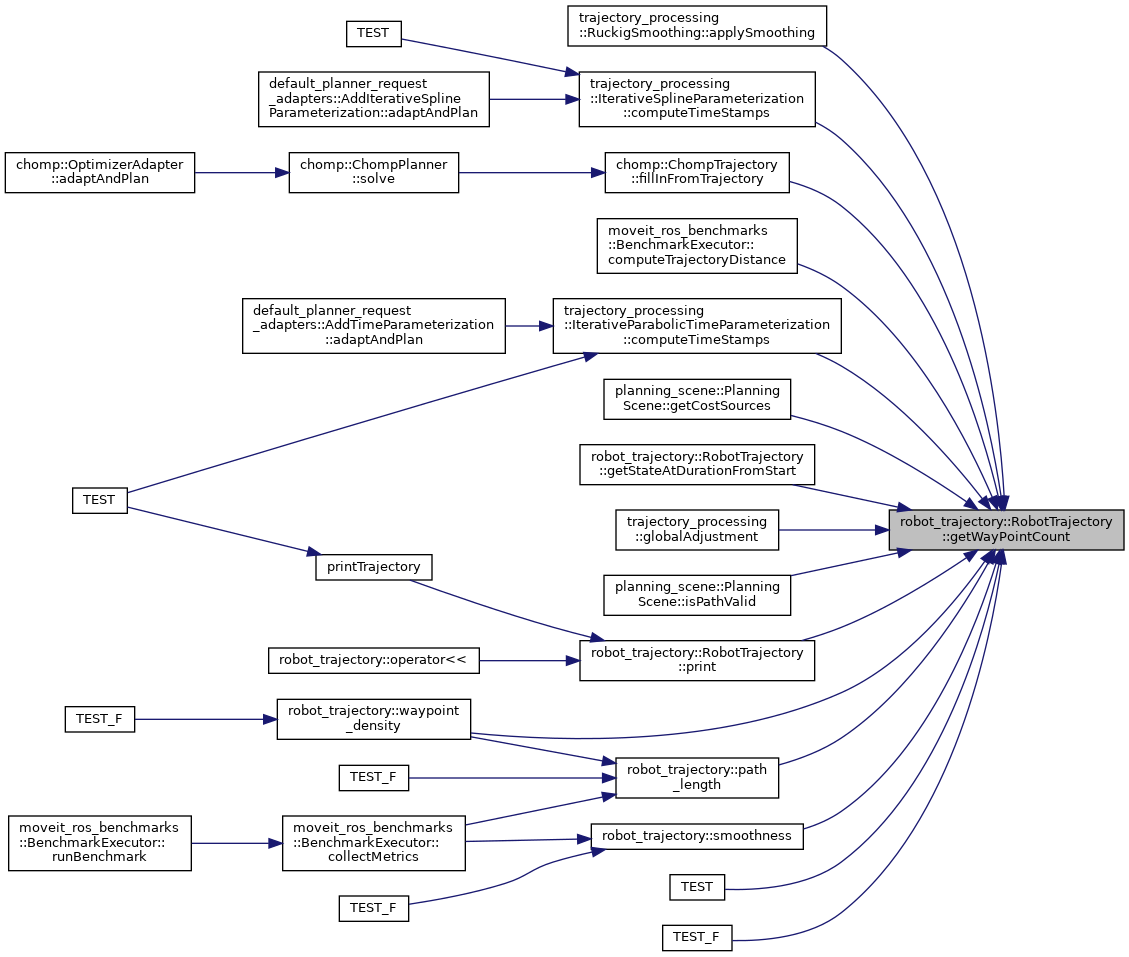 trajectory_processing
::RuckigSmoothing::applySmoothing
TEST
default_planner_request
_adapters::AddIterativeSpline
Parameterization::adaptAndPlan
trajectory_processing
::IterativeSplineParameterization
::computeTimeStamps
chomp::OptimizerAdapter
::adaptAndPlan
chomp::ChompPlanner
::solve
chomp::ChompTrajectory
::fillInFromTrajectory
moveit_ros_benchmarks
::BenchmarkExecutor::
computeTrajectoryDistance
default_planner_request
_adapters::AddTimeParameterization
::adaptAndPlan
trajectory_processing
::IterativeParabolicTimeParameterization
::computeTimeStamps
planning_scene::Planning
Scene::getCostSources
robot_trajectory::RobotTrajectory
::getStateAtDurationFromStart
TEST
trajectory_processing
::globalAdjustment
robot_trajectory::RobotTrajectory
::getWayPointCount
printTrajectory
planning_scene::Planning
Scene::isPathValid
robot_trajectory::operator<<
robot_trajectory::RobotTrajectory
::print
TEST_F
robot_trajectory::waypoint
_density
TEST_F
robot_trajectory::path
_length
moveit_ros_benchmarks
::BenchmarkExecutor::
runBenchmark
moveit_ros_benchmarks
::BenchmarkExecutor::
collectMetrics
robot_trajectory::smoothness
TEST_F
TEST
TEST_F